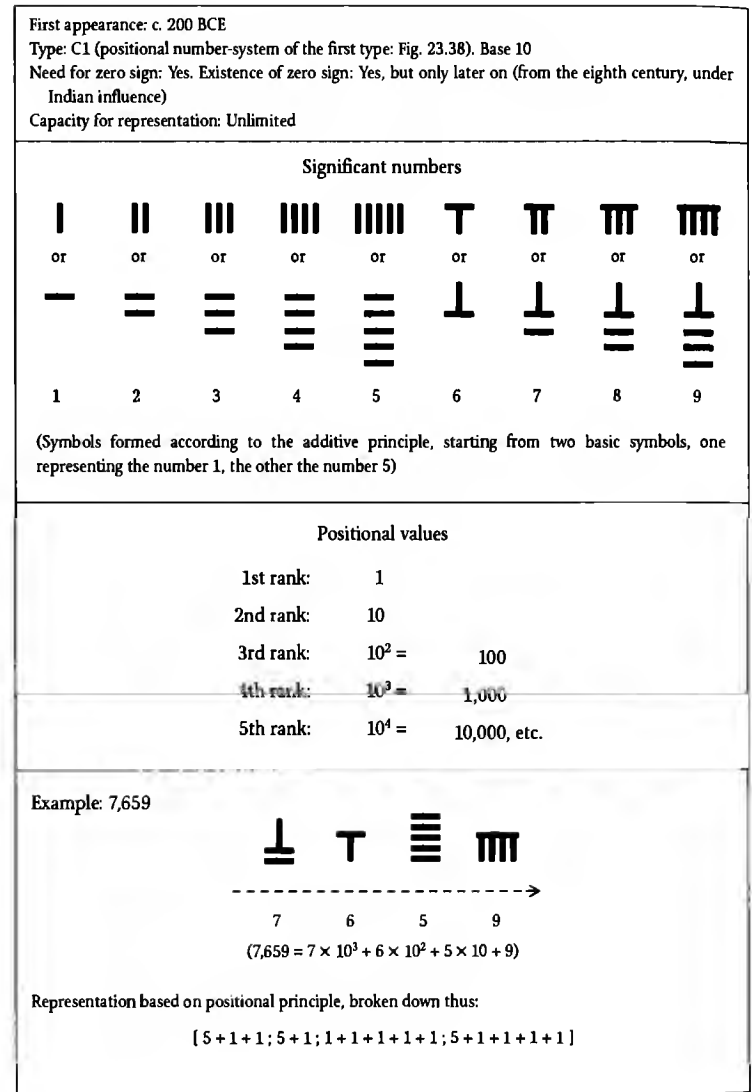 First appearance: c. 200 BCE
Type: C1 (positional number-system of the first type: Fig. 23.38). Base 10
Need for zero sign: Yes. Existence of zero sign: Yes, but only later on (from the eighth century, under
Indian influence)
Capacity for representation: Unlimited
Significant numbers
or or or or or or or or or
1 2 3 4 5 6 7 8 9
(Symbols formed according to the additive principle, starting from two basic symbols, one
representing the number 1, the other the number 5)
Positional values
1st rank: 1
2nd rank: 10
3rd rank: 10² = 100
4th rank: 10³ = 1,000
5th rank: 10⁴ = 10,000, etc.
Example: 7,659
7 6 5 9
(7,659 = 7 × 10³ + 6 × 10² + 5 × 10 + 9)
Representation based on positional principle, broken down thus:
[ 5 + 1 + 1 ; 5 + 1 ; 1 + 1 + 1 + 1 + 1 ; 5 + 1 + 1 + 1 + 1 ]